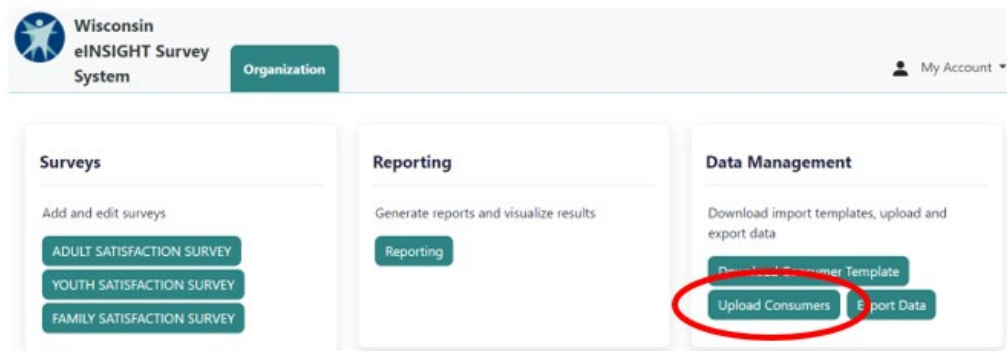 Wisconsin
eINSIGHT Survey
System
Organization
My Account
Surveys
Add and edit surveys
ADULT SATISFACTION SURVEY
YOUTH SATISFACTION SURVEY
FAMILY SATISFACTION SURVEY
Reporting
Generate reports and visualize results
Reporting
Data Management
Download import templates, upload and
export data
Download Consumer Template
Upload Consumers
Export Data